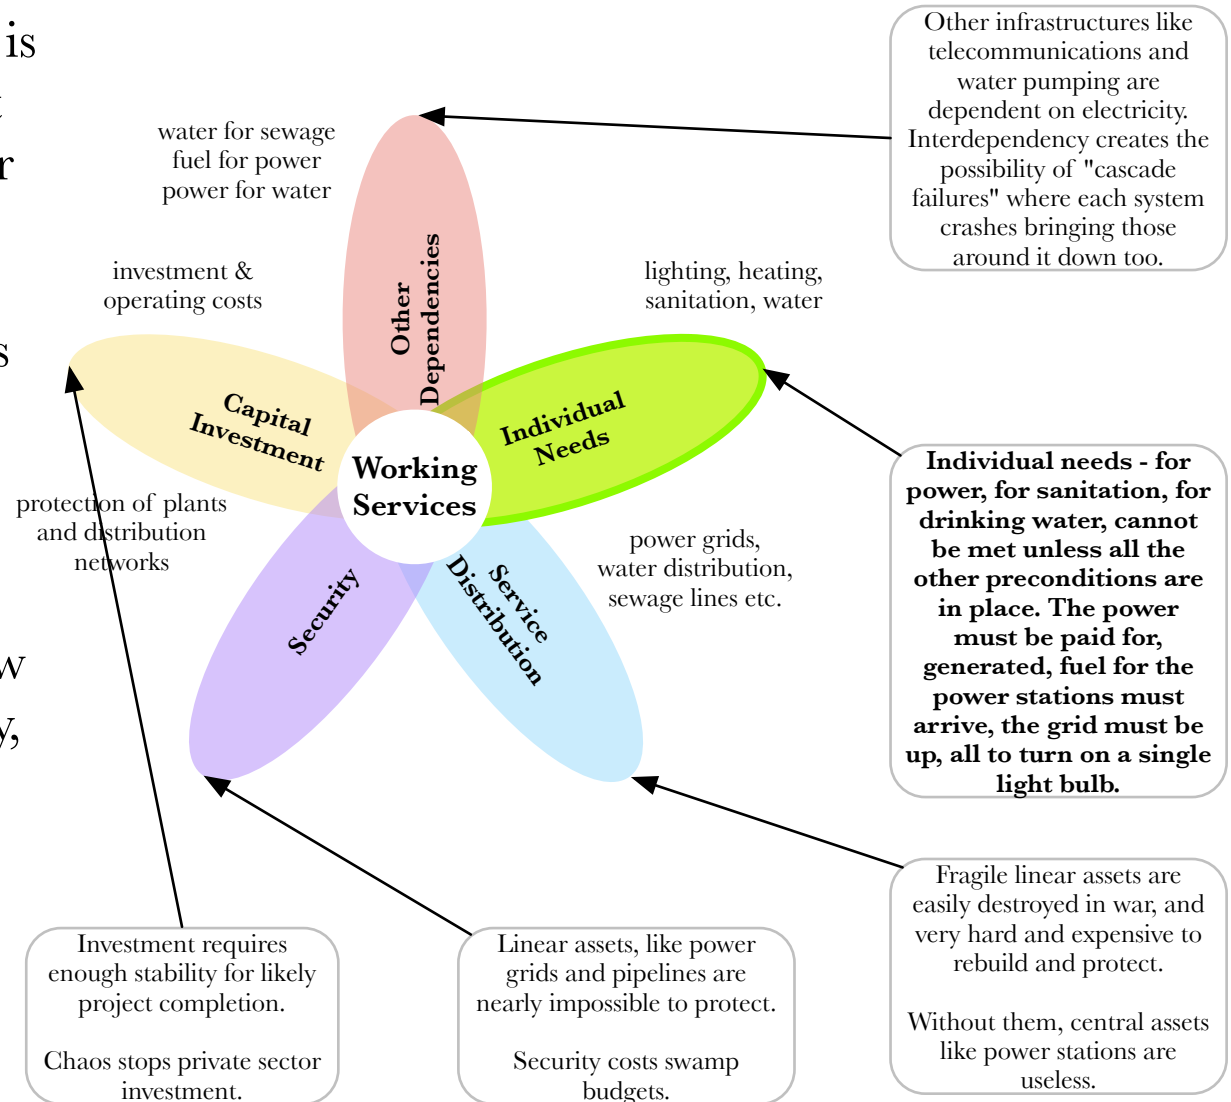 is
t
r
s
w
y,
Other infrastructures like
telecommunications and
water pumping are
dependent on electricity.
Interdependency creates the
possibility of "cascade
failures" where each system
crashes bringing those
around it down too.
water for sewage
fuel for power
power for water
investment &
operating costs
lighting, heating,
sanitation, water
Other
Dependencies
Capital
Investment
Individual
Needs
Working
Services
Security
Service
Distribution
protection of plants
and distribution
networks
power grids,
water distribution,
sewage lines etc.
Individual needs - for
power, for sanitation, for
drinking water, cannot
be met unless all the
other preconditions are
in place. The power
must be paid for,
generated, fuel for the
power stations must
arrive, the grid must be
up, all to turn on a single
light bulb.
Investment requires
enough stability for likely
project completion.
Chaos stops private sector
investment.
Linear assets, like power
grids and pipelines are
nearly impossible to protect.
Security costs swamp
budgets.
Fragile linear assets are
easily destroyed in war, and
very hard and expensive to
rebuild and protect.
Without them, central assets
like power stations are
useless.